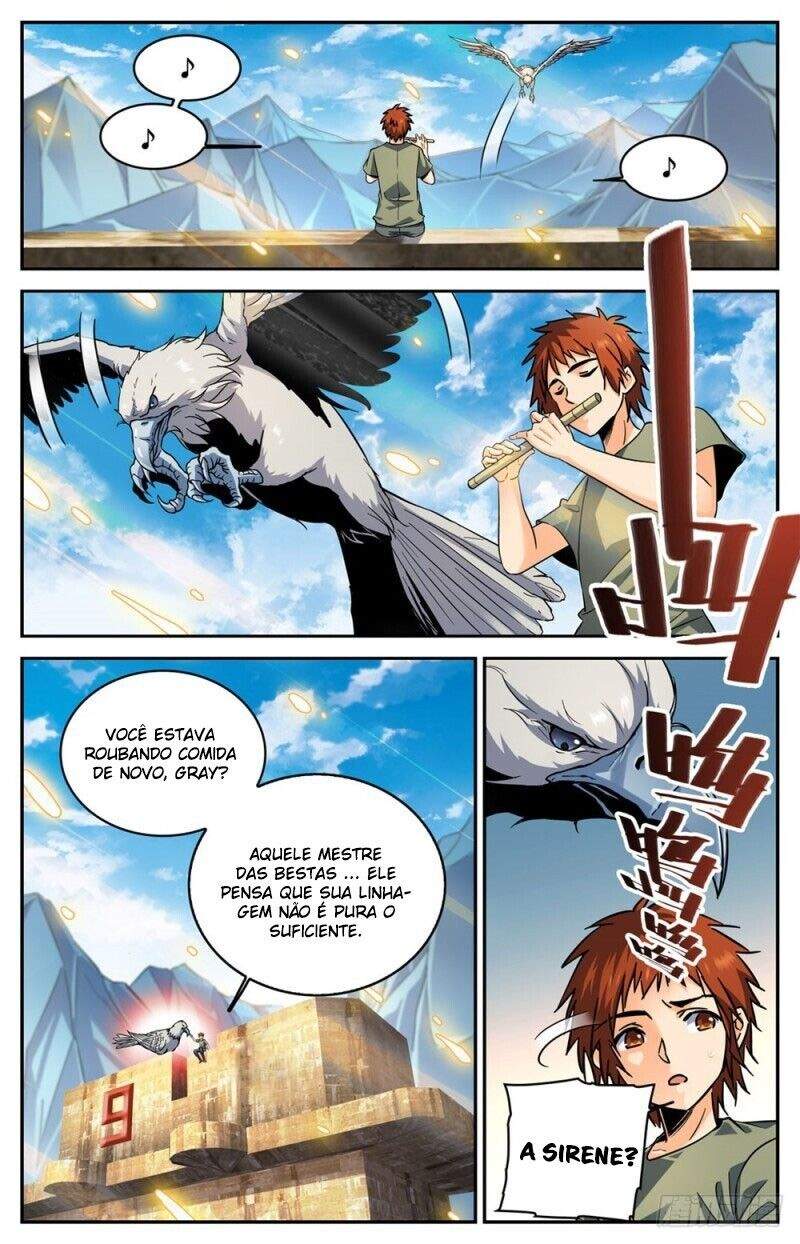 ♪
♪
♪
VOCÊ ESTAVA
ROUBANDO COMIDA
DE NOVO, GRAY?
AQUELE MESTRE
DAS BESTAS ... ELE
PENSA QUE SUA LINHA-
GEM NÃO É PURA O
SUFICIENTE.
9
A SIRENE?